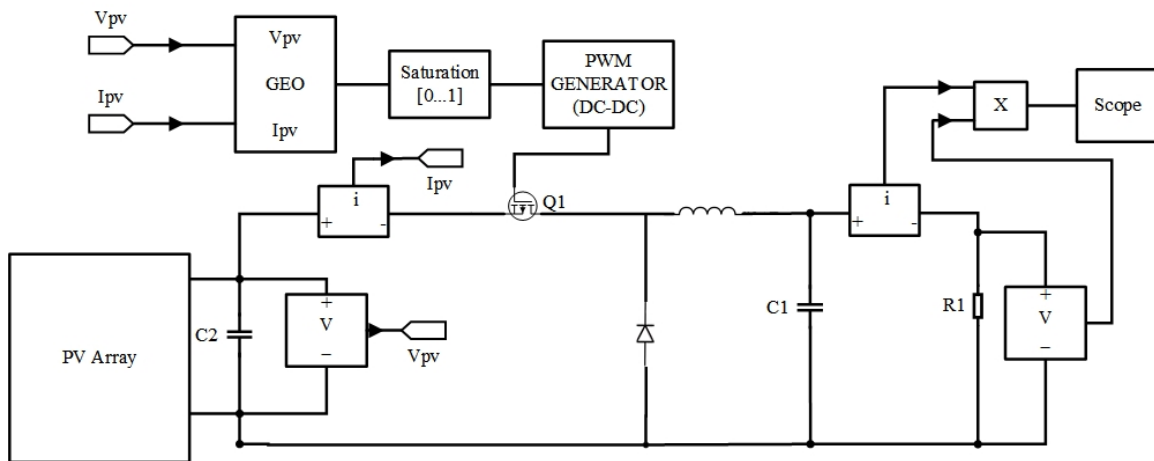 Vpv
Ipv
Vpv
GEO
Ipv
Saturation
[0...1]
PWM
GENERATOR
(DC-DC)
X
Scope
i
+
-
Ipv
Q1
i
+
-
PV Array
C2
+
V
−
Vpv
C1
R1
+
V
−